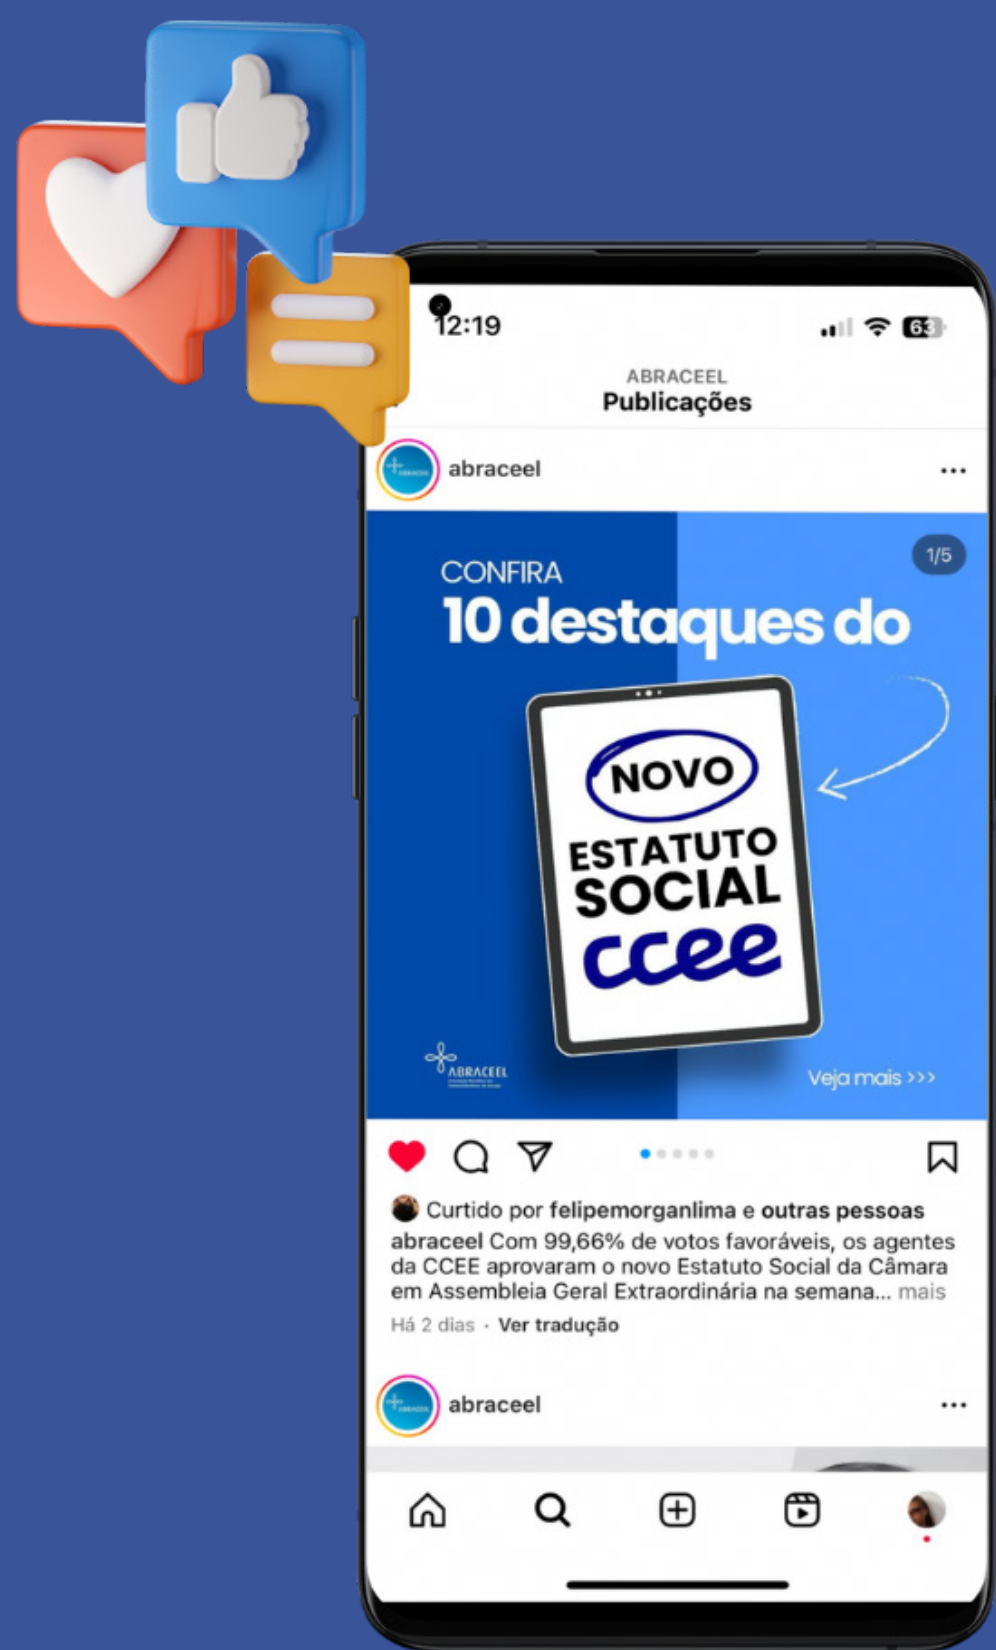 12:19
63
ABRACEEL
Publicações
abraceel
1/5
CONFIRA
10 destaques do
NOVO
ESTATUTO
SOCIAL
ccee
ABRACEEL
Veja mais >>>
Curtido por felipemorganlima e outras pessoas
abraceel Com 99,66% de votos favoráveis, os agentes
da CCEE aprovaram o novo Estatuto Social da Câmara
em Assembleia Geral Extraordinária na semana... mais
Há 2 dias · Ver tradução
abraceel